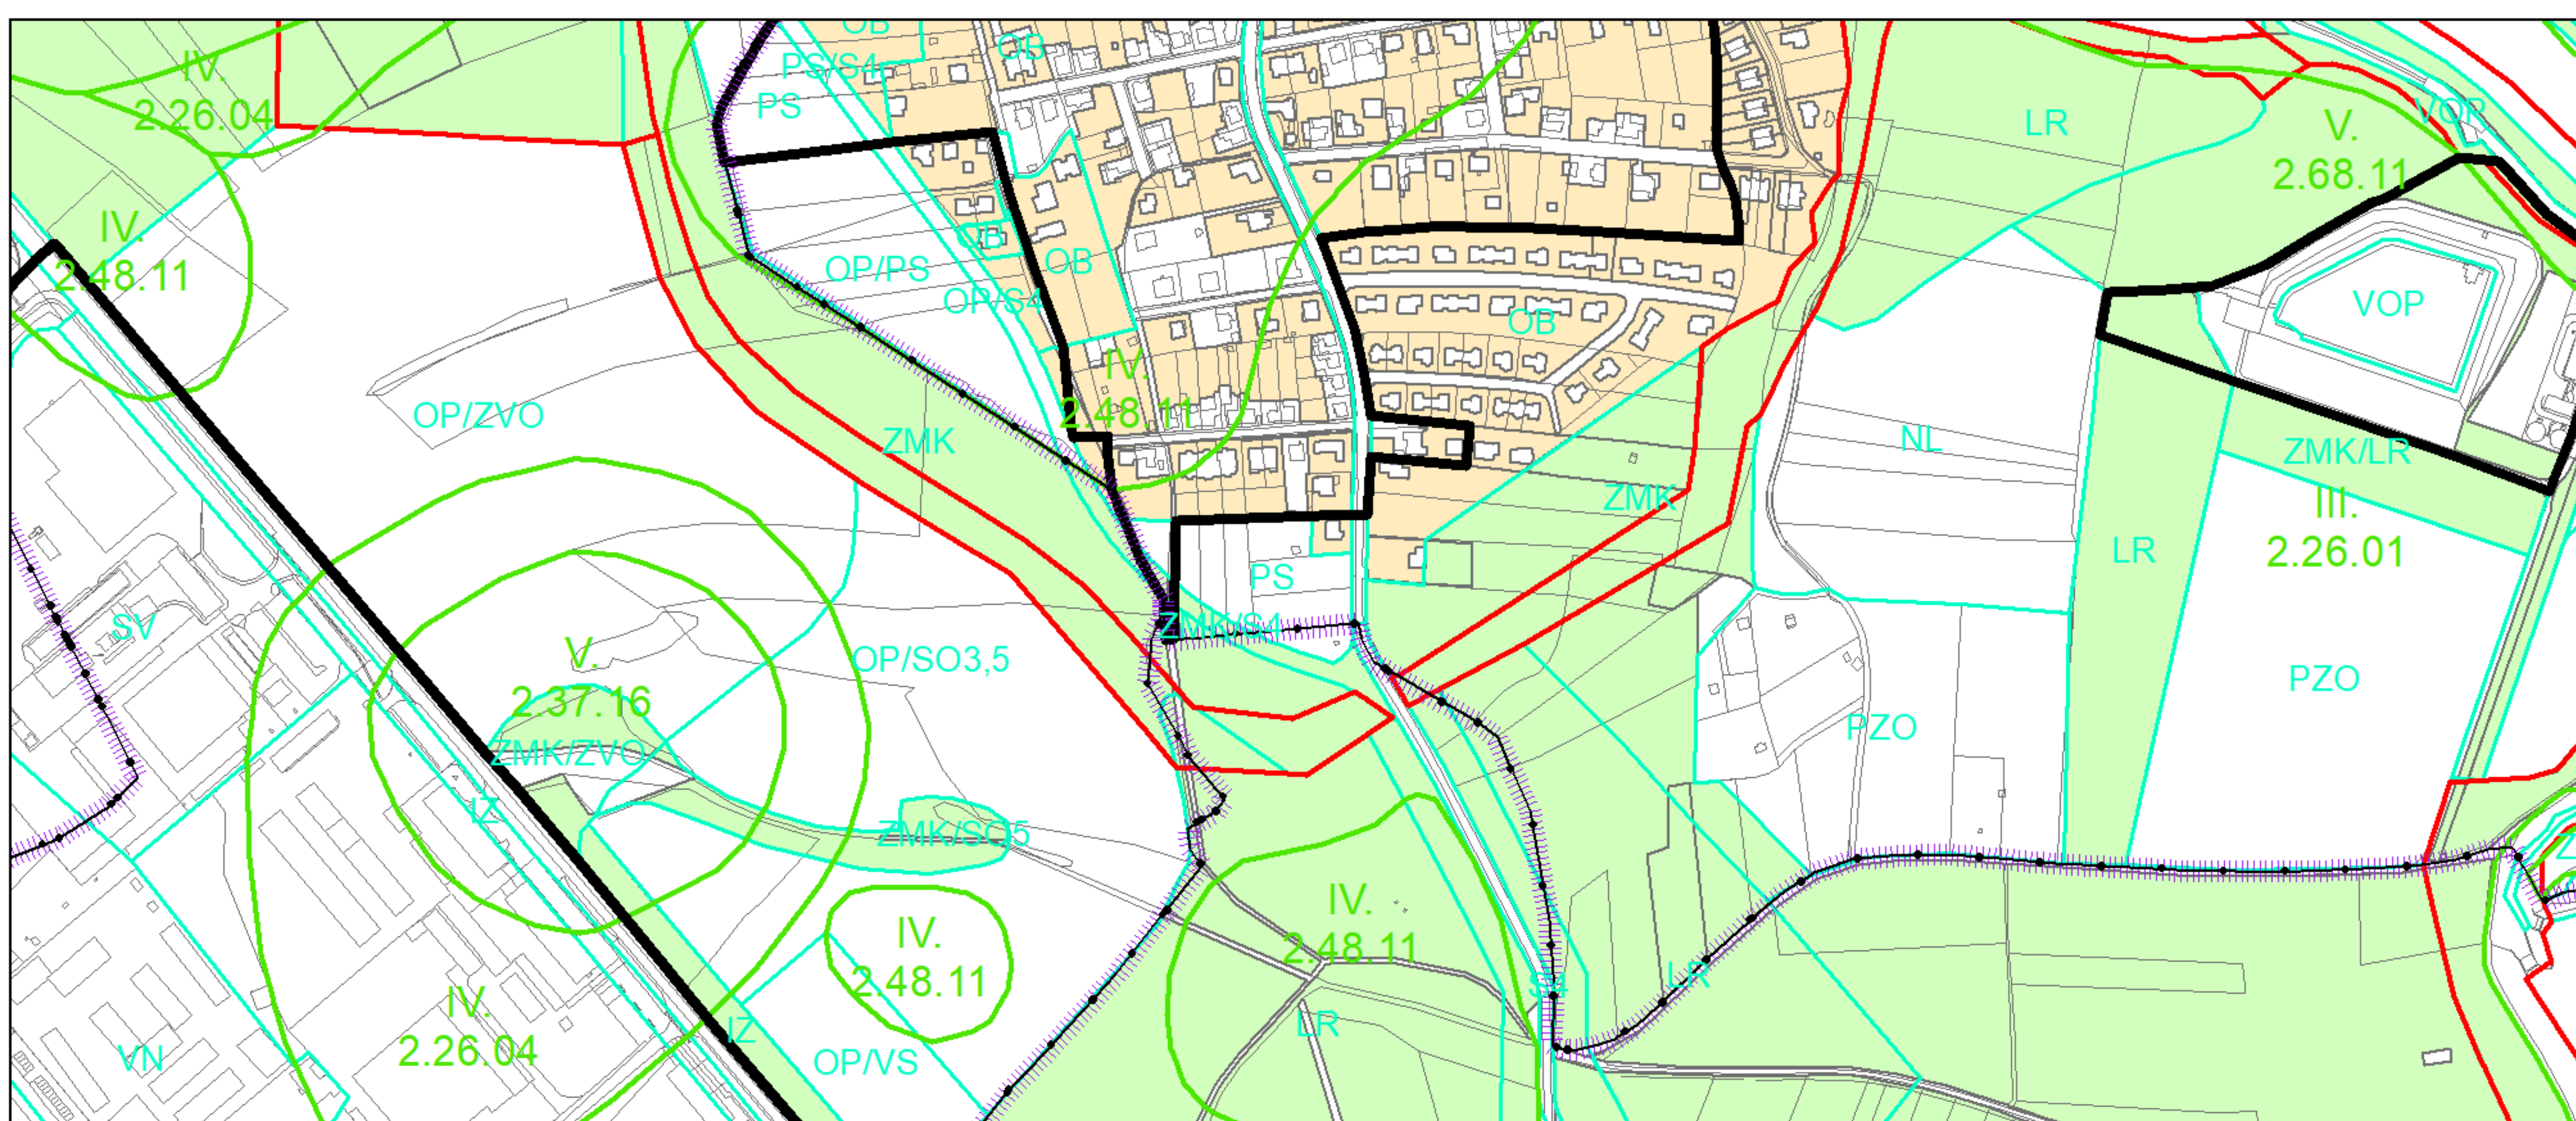 OB
OB
IV.
2.26.04
PS/S4
PS
LR
VOP
V.
2.68.11
IV.
2.48.11
OB
OB
OP/PS
OP/S4
OB
VOP
IV.
2.48.11
OP/ZVO
ZMK
NL
ZMK/LR
ZMK
III.
2.26.01
LR
PS
ZMK/S4
SV
V.
2.37.16
OP/SO3,5
PZO
PZO
ZMK/ZVO
IZ
ZMK/SO5
IV.
2.48.11
IV.
2.48.11
S4
LR
IV.
2.26.04
IZ
LR
VN
OP/VS